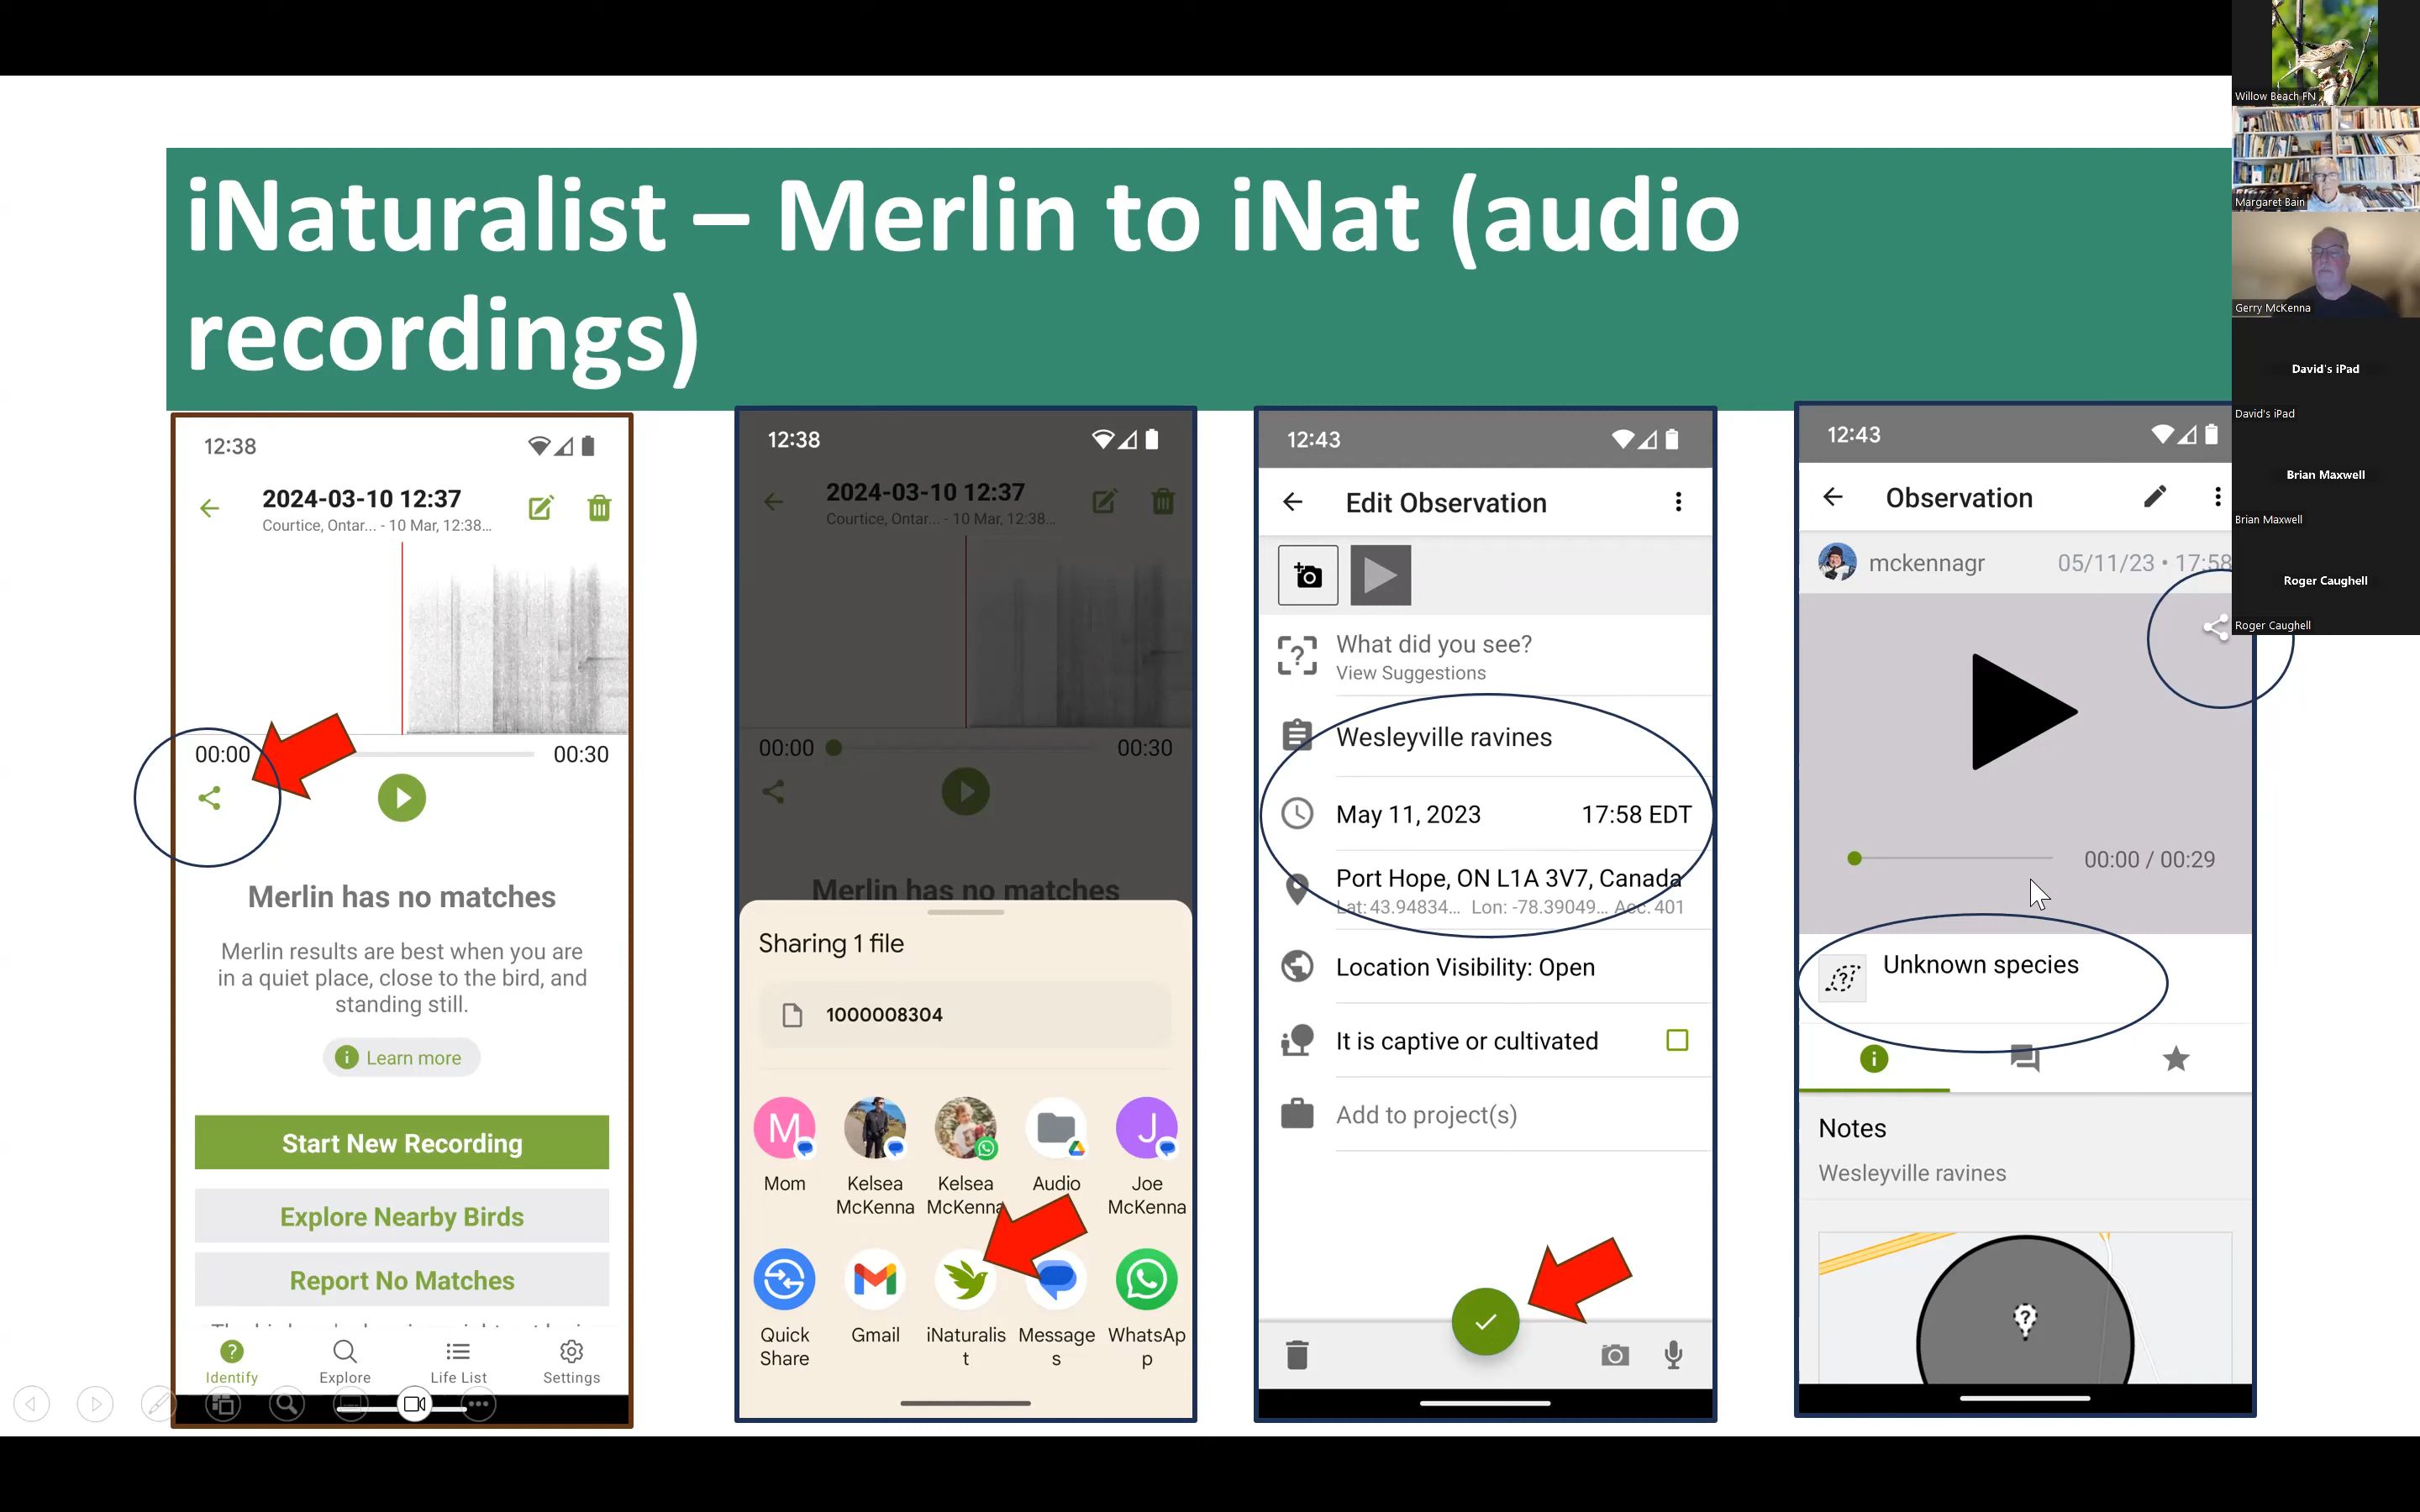 iNaturalist – Merlin to iNat (audio
recordings)
12:38
2024-03-10 12:37
Courtice, Ontar... - 10 Mar, 12:38...
00:00
00:30
Merlin has no matches
Merlin results are best when you are
in a quiet place, close to the bird, and
standing still.
Learn more
Start New Recording
Explore Nearby Birds
Report No Matches
Identify
Explore
Life List
Settings
12:38
2024-03-10 12:37
Courtice, Ontar... - 10 Mar, 12:38...
00:00
00:30
Merlin has no matches
Sharing 1 file
1000008304
M
J
Mom
Kelsea
McKenna
Kelsea
McKenna
Audio
Joe
McKenna
Quick
Share
Gmail
iNaturalis
t
Message
s
WhatsAp
p
12:43
Edit Observation
What did you see?
View Suggestions
Wesleyville ravines
May 11, 2023
17:58 EDT
Port Hope, ON L1A 3V7, Canada
Lat: 43.94834... Lon: -78.39049... Acc. 401
Location Visibility: Open
It is captive or cultivated
Add to project(s)
12:43
Observation
mckennagr
05/11/23 • 17:58
00:00 / 00:29
Unknown species
Notes
Wesleyville ravines
Willow Beach FN
Margaret Bain
Gerry McKenna
David's iPad
David's iPad
Brian Maxwell
Brian Maxwell
Roger Caughell
Roger Caughell